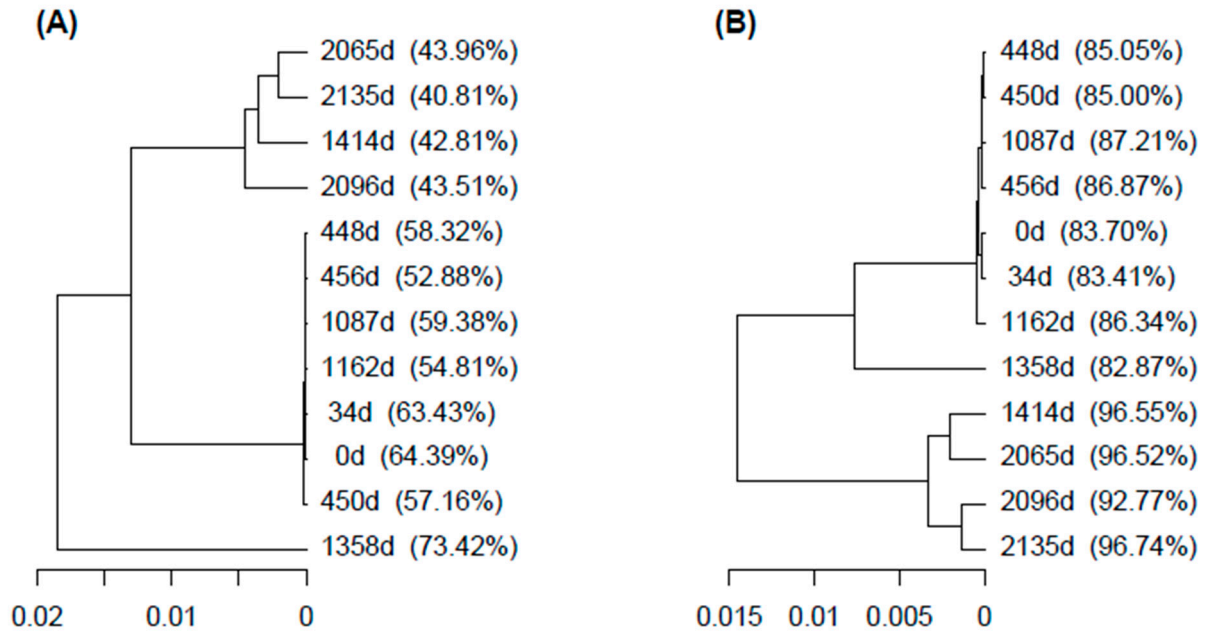 (A)
2065d (43.96%)
2135d (40.81%)
1414d (42.81%)
2096d (43.51%)
448d (58.32%)
456d (52.88%)
1087d (59.38%)
1162d (54.81%)
34d (63.43%)
0d (64.39%)
450d (57.16%)
1358d (73.42%)
0.02 0.01 0
(B)
448d (85.05%)
450d (85.00%)
1087d (87.21%)
456d (86.87%)
0d (83.70%)
34d (83.41%)
1162d (86.34%)
1358d (82.87%)
1414d (96.55%)
2065d (96.52%)
2096d (92.77%)
2135d (96.74%)
0.015 0.01 0.005 0